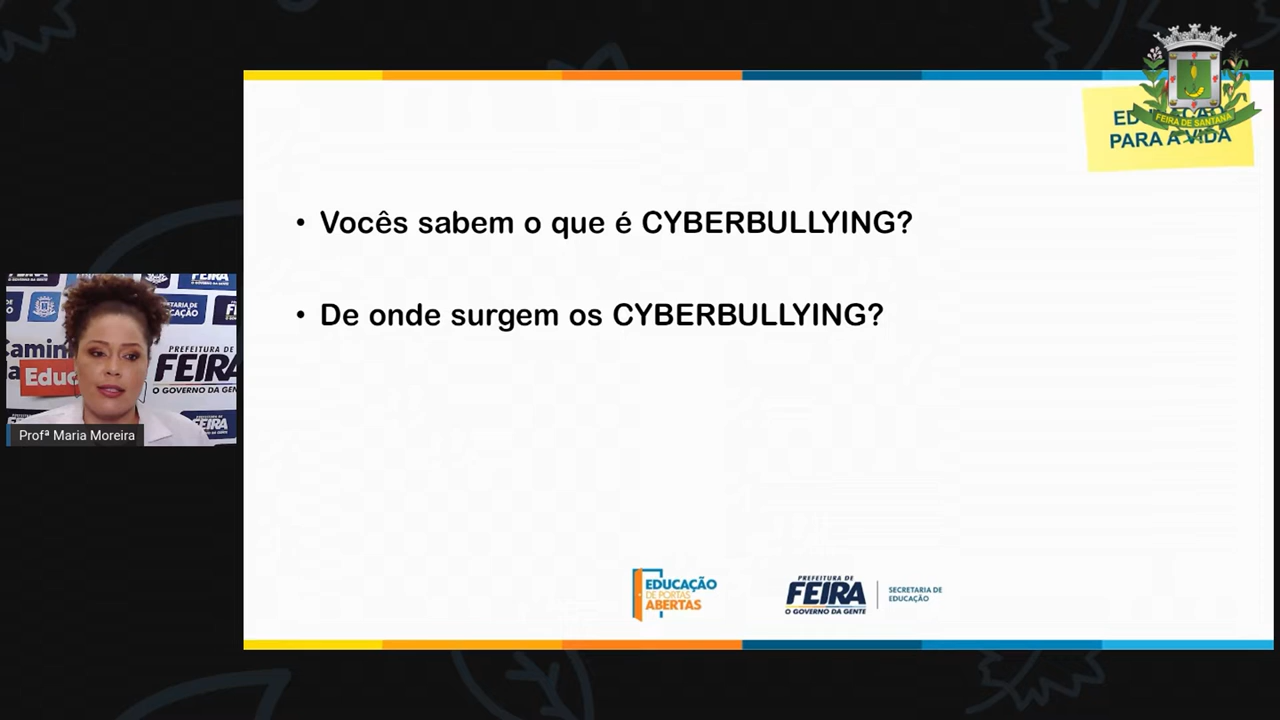 FEIRA DE SANTANA
PARA A VIDA
• Vocês sabem o que é CYBERBULLYING?
• De onde surgem os CYBERBULLYING?
FEIRA
PREFEITURA DE
FEIRA
O GOVERNO DA
Profª Maria Moreira
EDUCAÇÃO
DE PORTAS
ABERTAS
PREFEITURA DE
FEIRA
O GOVERNO DA GENTE
SECRETARIA DE
EDUCAÇÃO